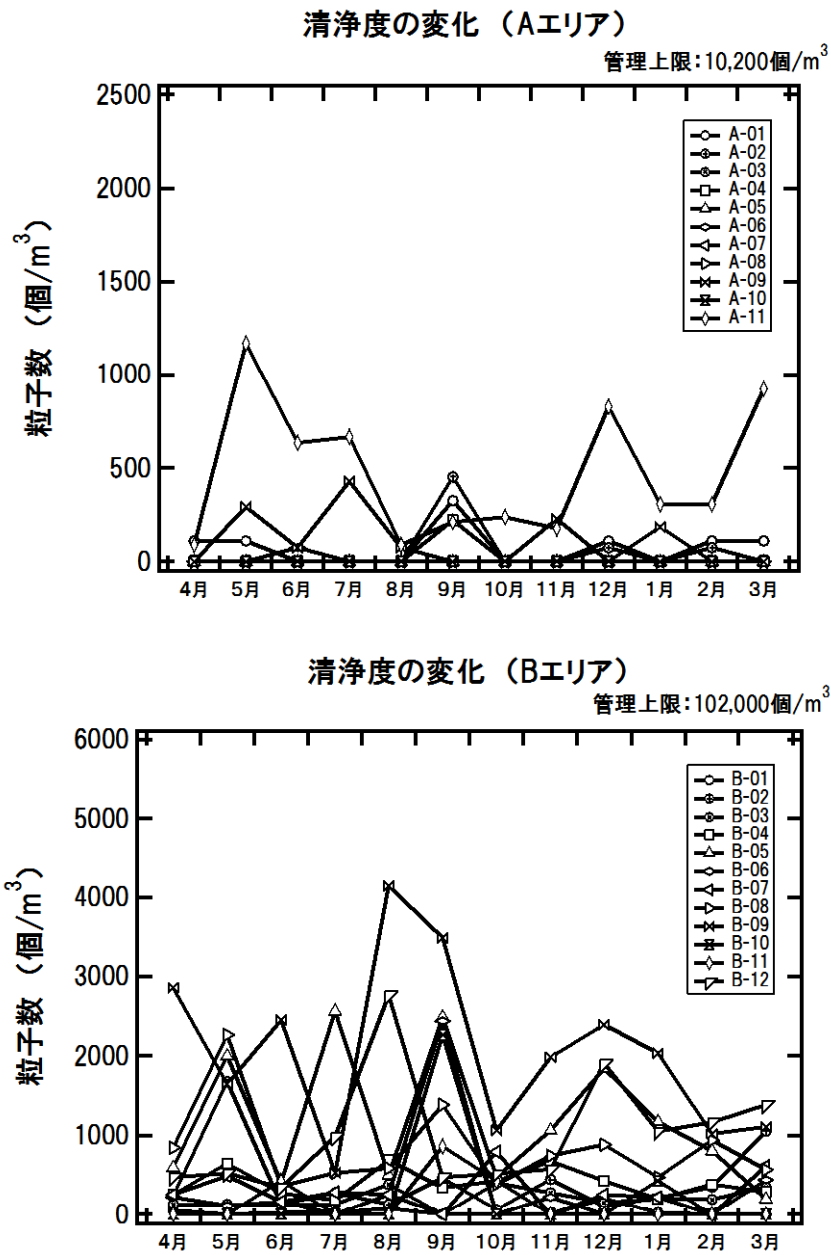 清浄度の変化 (Aエリア)
管理上限:10,200個/m³
粒子数 (個/m³)
2500
2000
1500
1000
500
0
A-01
A-02
A-03
A-04
A-05
A-06
A-07
A-08
A-09
A-10
A-11
4月 5月 6月 7月 8月 9月 10月 11月 12月 1月 2月 3月
清浄度の変化 (Bエリア)
管理上限:102,000個/m³
粒子数 (個/m³)
6000
5000
4000
3000
2000
1000
0
B-01
B-02
B-03
B-04
B-05
B-06
B-07
B-08
B-09
B-10
B-11
B-12
4月 5月 6月 7月 8月 9月 10月 11月 12月 1月 2月 3月